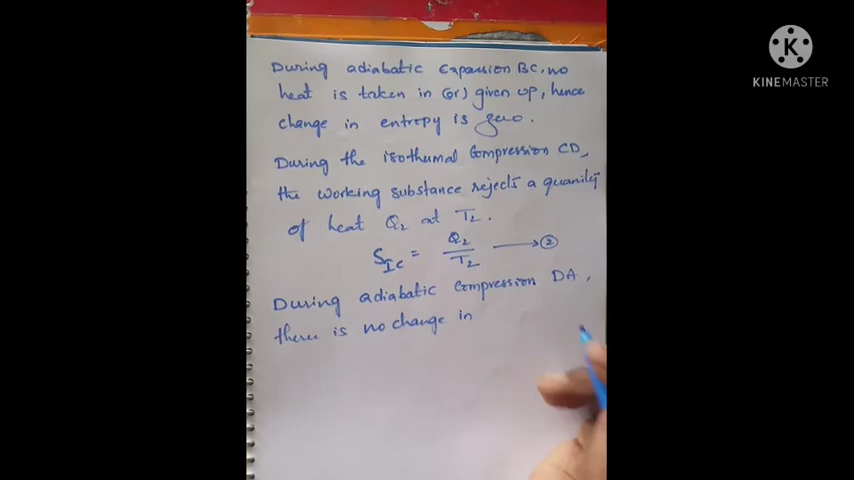 During adiabatic Expansion BC, no
heat is taken in (or) given up, hence
change in entropy is zero.
During the isothermal Compression CD,
the working substance rejects a quantity
of heat Q2 at T2.
SIC = Q2/T2 → ②
During adiabatic compression DA,
there is no change in
K
KINEMASTER